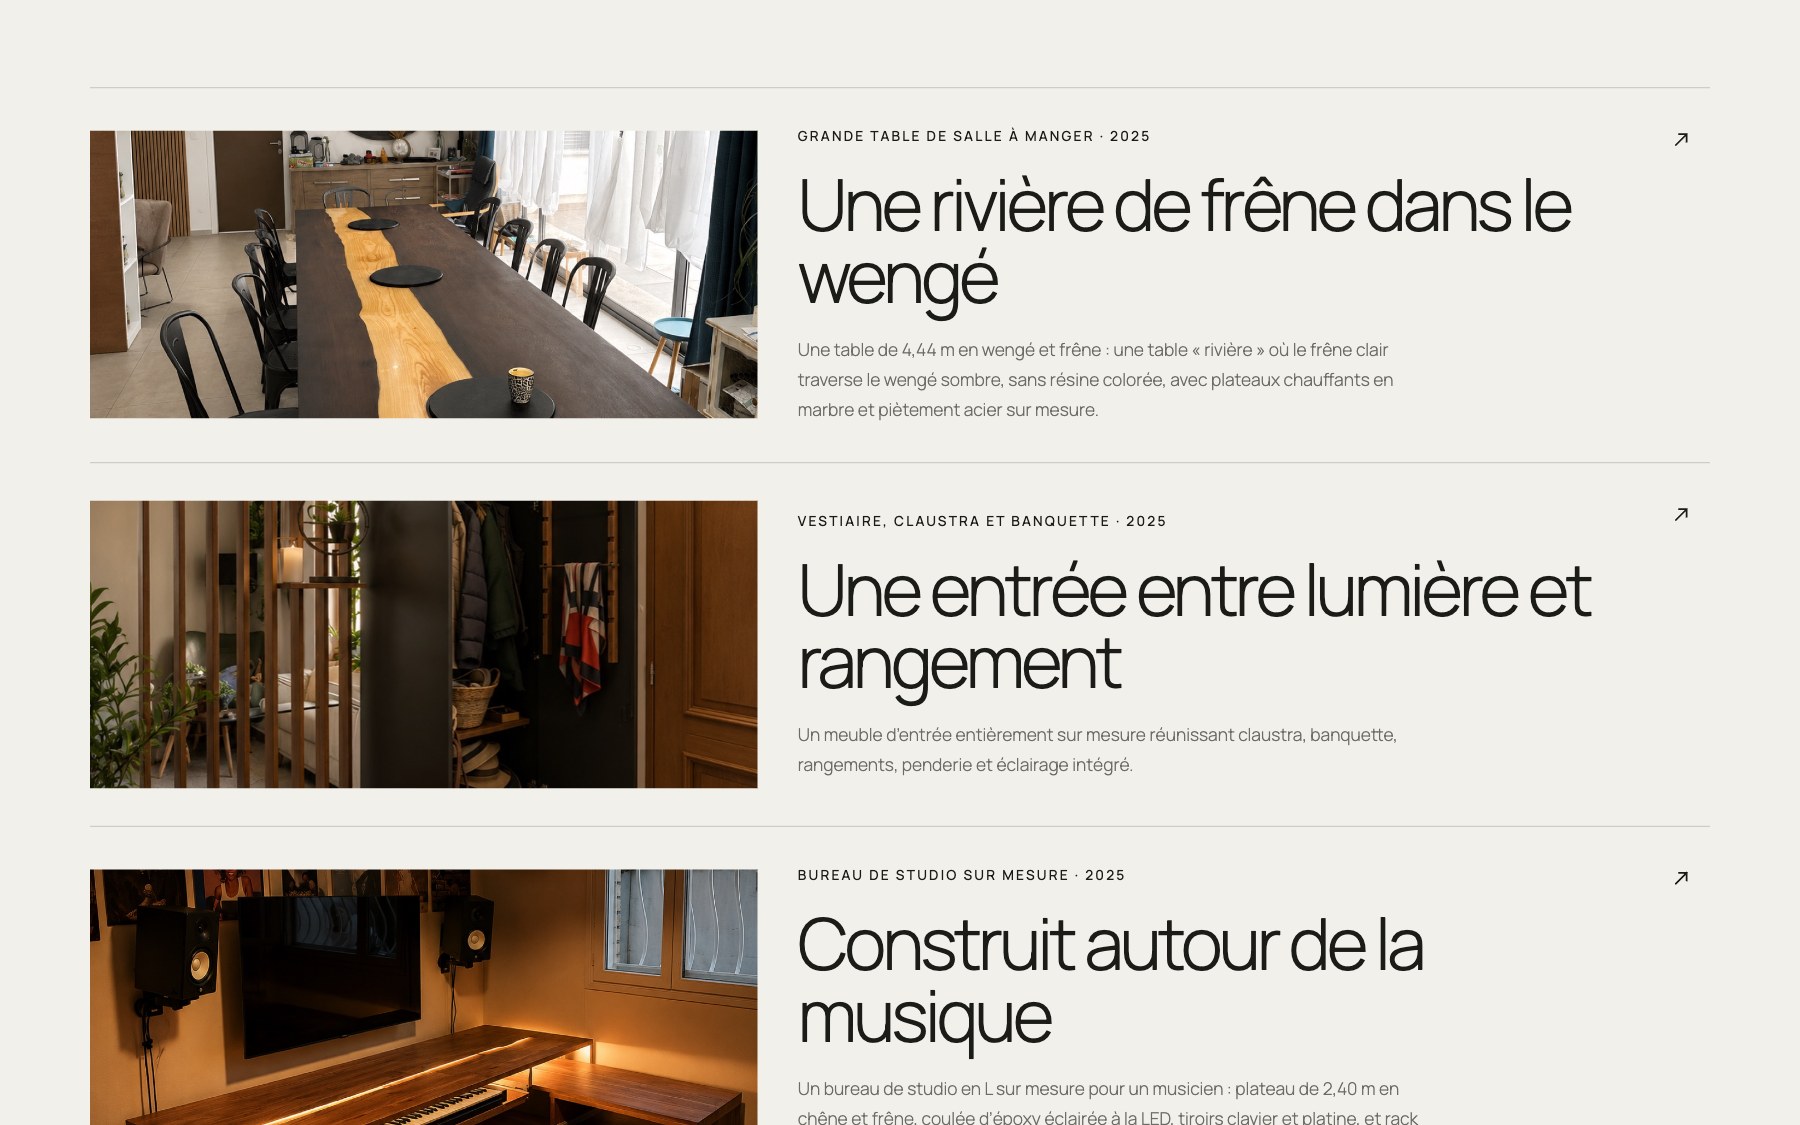 GRANDE TABLE DE SALLE À MANGER · 2025
Une rivière de frêne dans le
wengé
Une table de 4,44 m en wengé et frêne : une table « rivière » où le frêne clair
traverse le wengé sombre, sans résine colorée, avec plateaux chauffants en
marbre et piètement acier sur mesure.
VESTIAIRE, CLAUSTRA ET BANQUETTE · 2025
Une entrée entre lumière et
rangement
Un meuble d’entrée entièrement sur mesure réunissant claustra, banquette,
rangements, penderie et éclairage intégré.
BUREAU DE STUDIO SUR MESURE · 2025
Construit autour de la
musique
Un bureau de studio en L sur mesure pour un musicien : plateau de 2,40 m en
chêne et frêne, coulée d’époxy éclairée à la LED, tiroirs clavier et platine, et rack